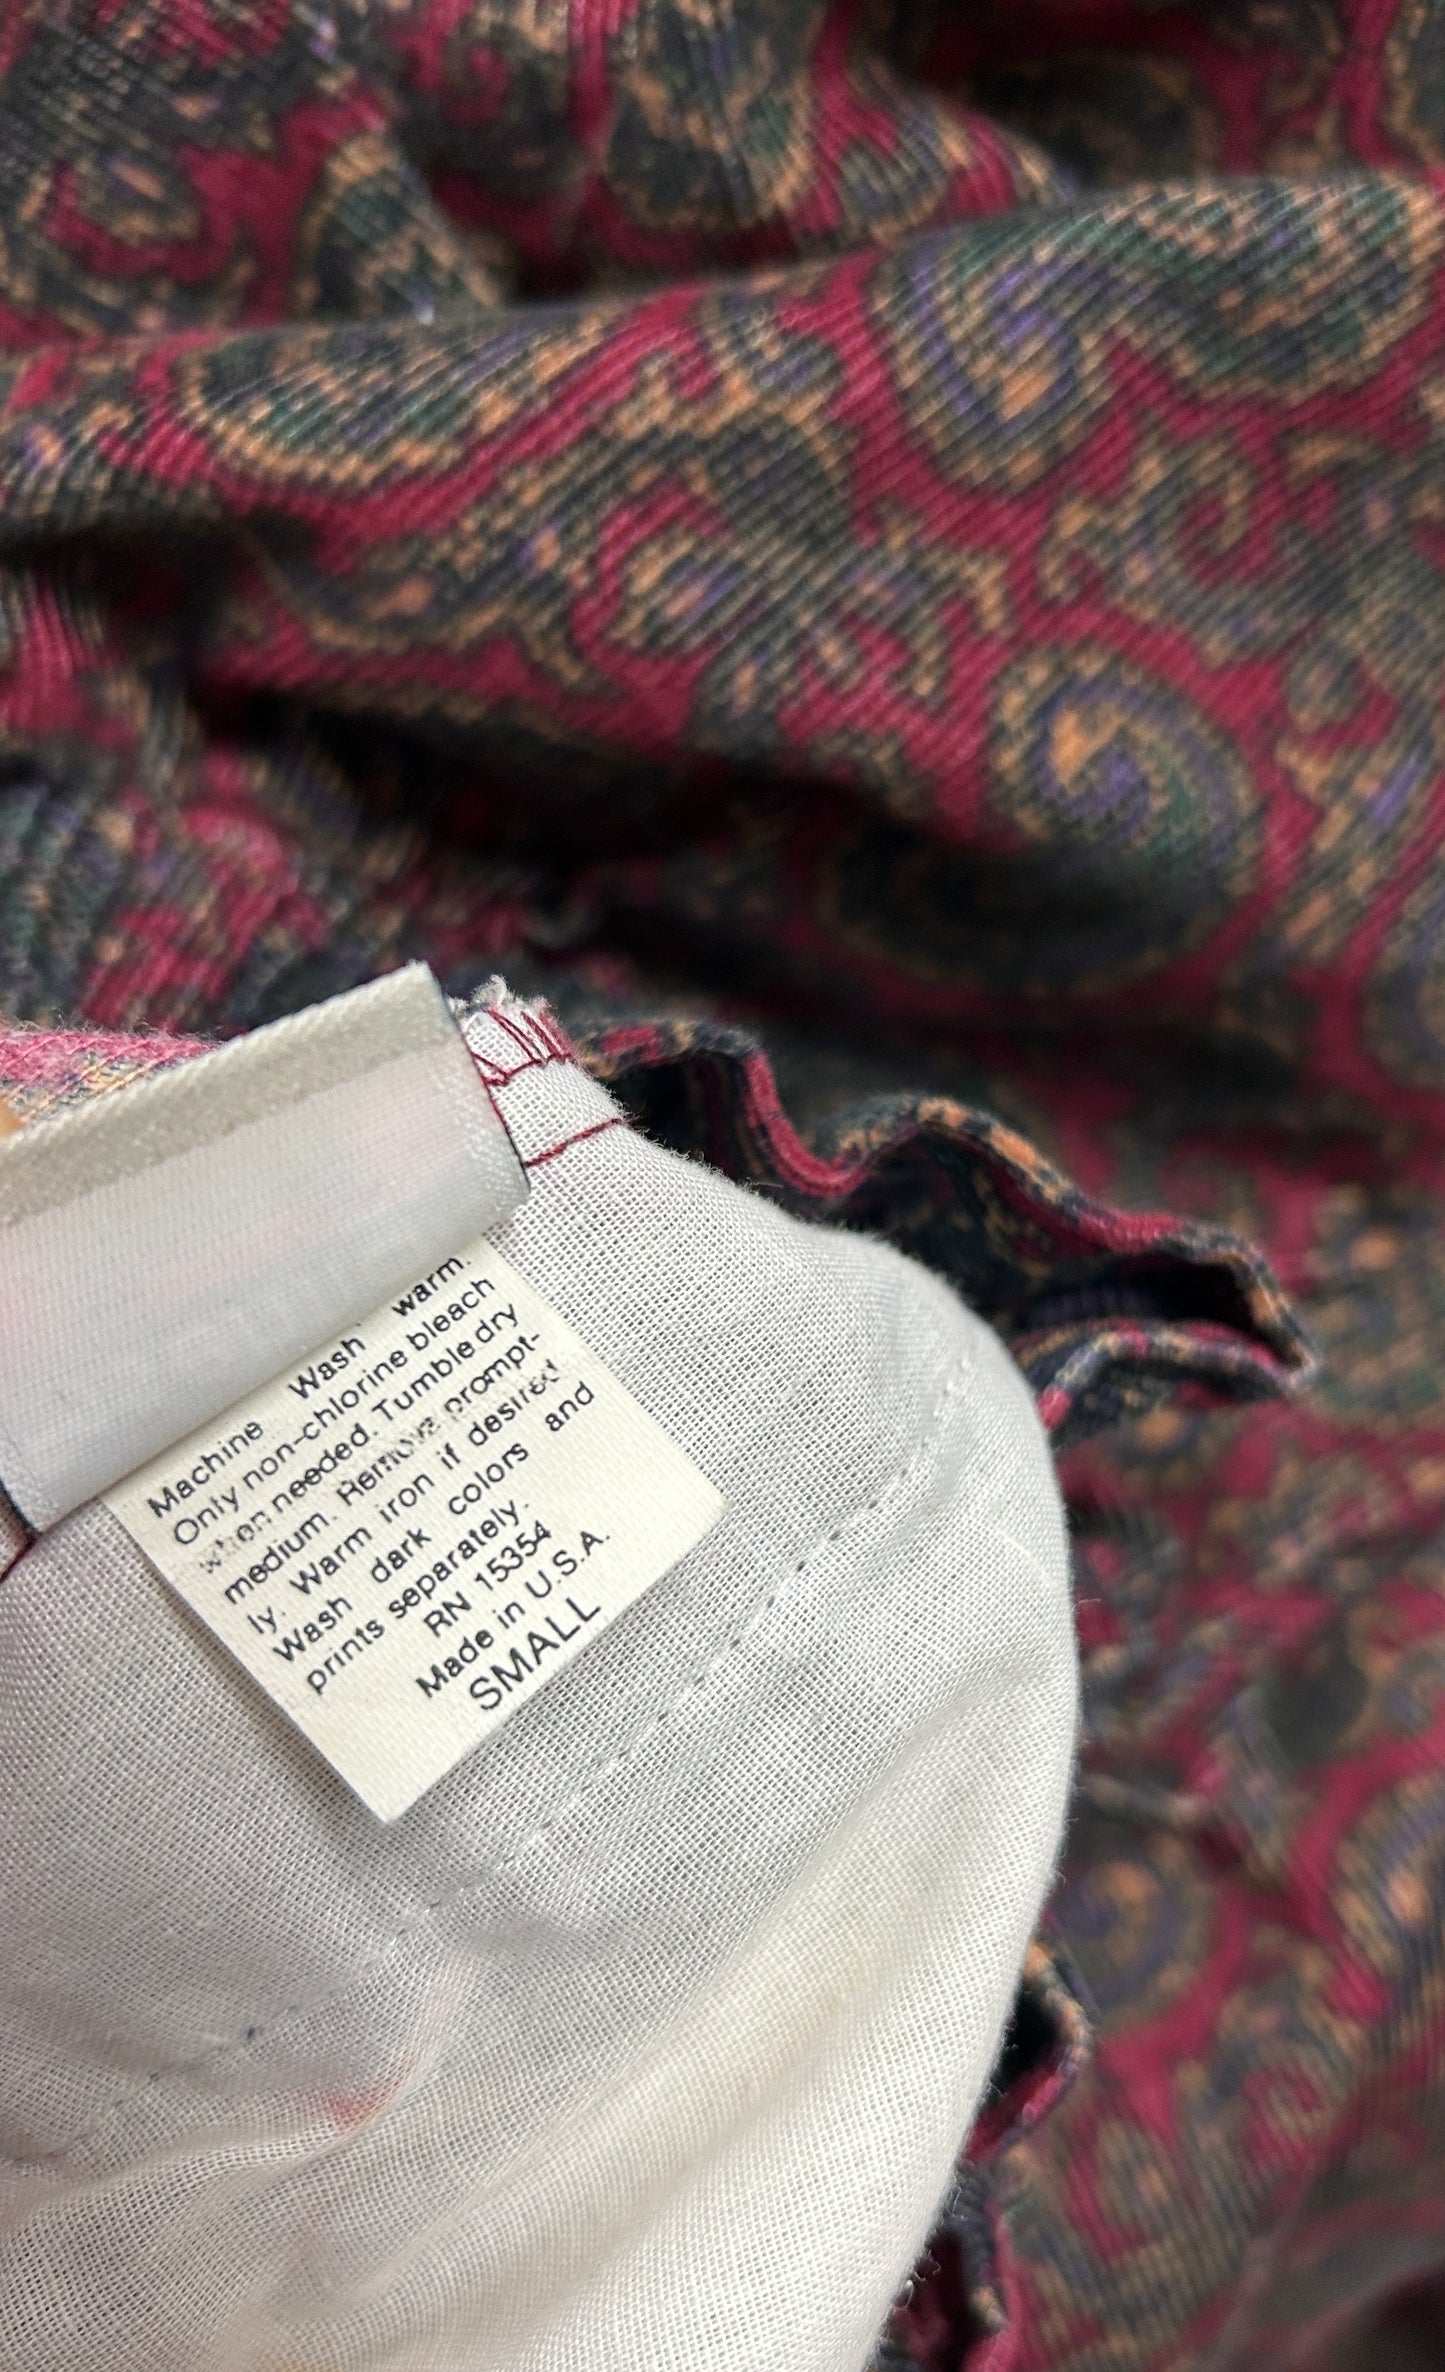 Machine Wash warm.
Only non-chlorine bleach
when needed. Tumble dry
medium. Remove prompt-
ly. Warm iron if desired
Wash dark colors and
prints separately.
RN 15354
Made in U.S.A.
SMALL